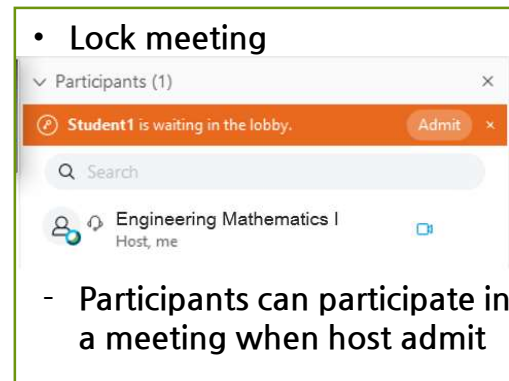 • Lock meeting
Participants (1)
Student1 is waiting in the lobby. Admit ×
Search
Engineering Mathematics I
Host, me
- Participants can participate in
a meeting when host admit